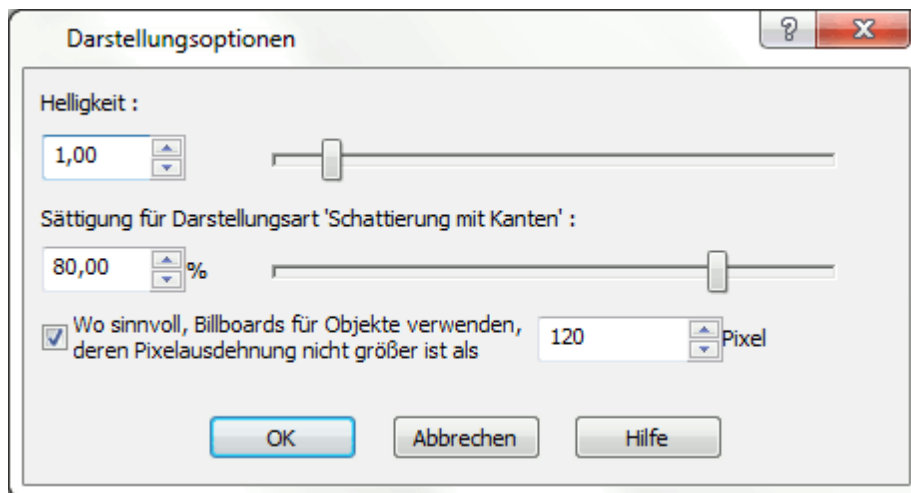 Darstellungsoptionen
Helligkeit :
1,00
Sättigung für Darstellungsart 'Schattierung mit Kanten' :
80,00 %
Wo sinnvoll, Billboards für Objekte verwenden,
deren Pixelausdehnung nicht größer ist als
120 Pixel
OK Abbrechen Hilfe